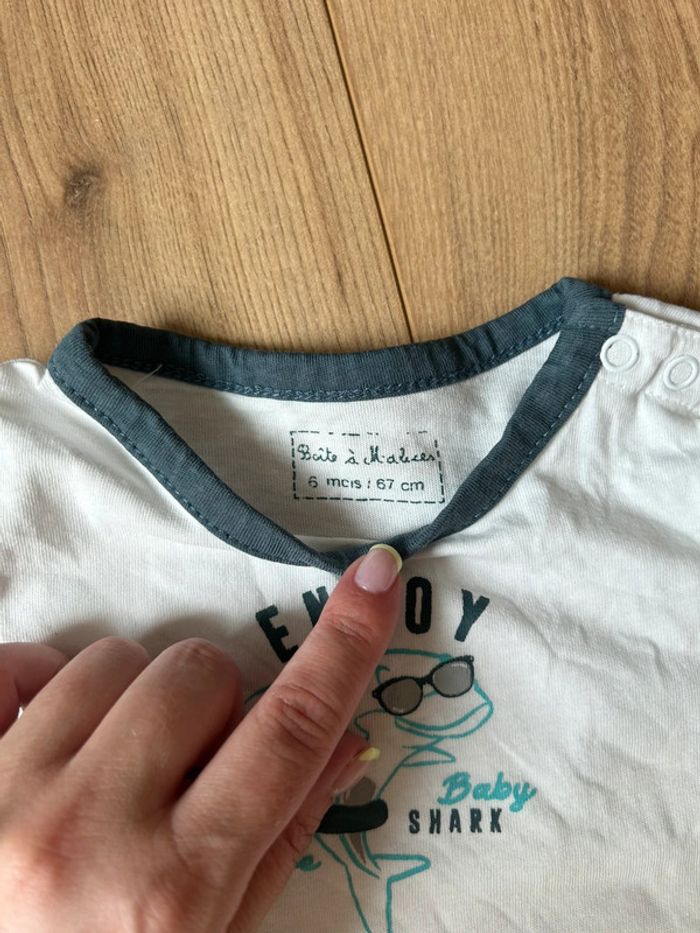 Boîte à Malices
6 mois / 67 cm
Baby
SHARK